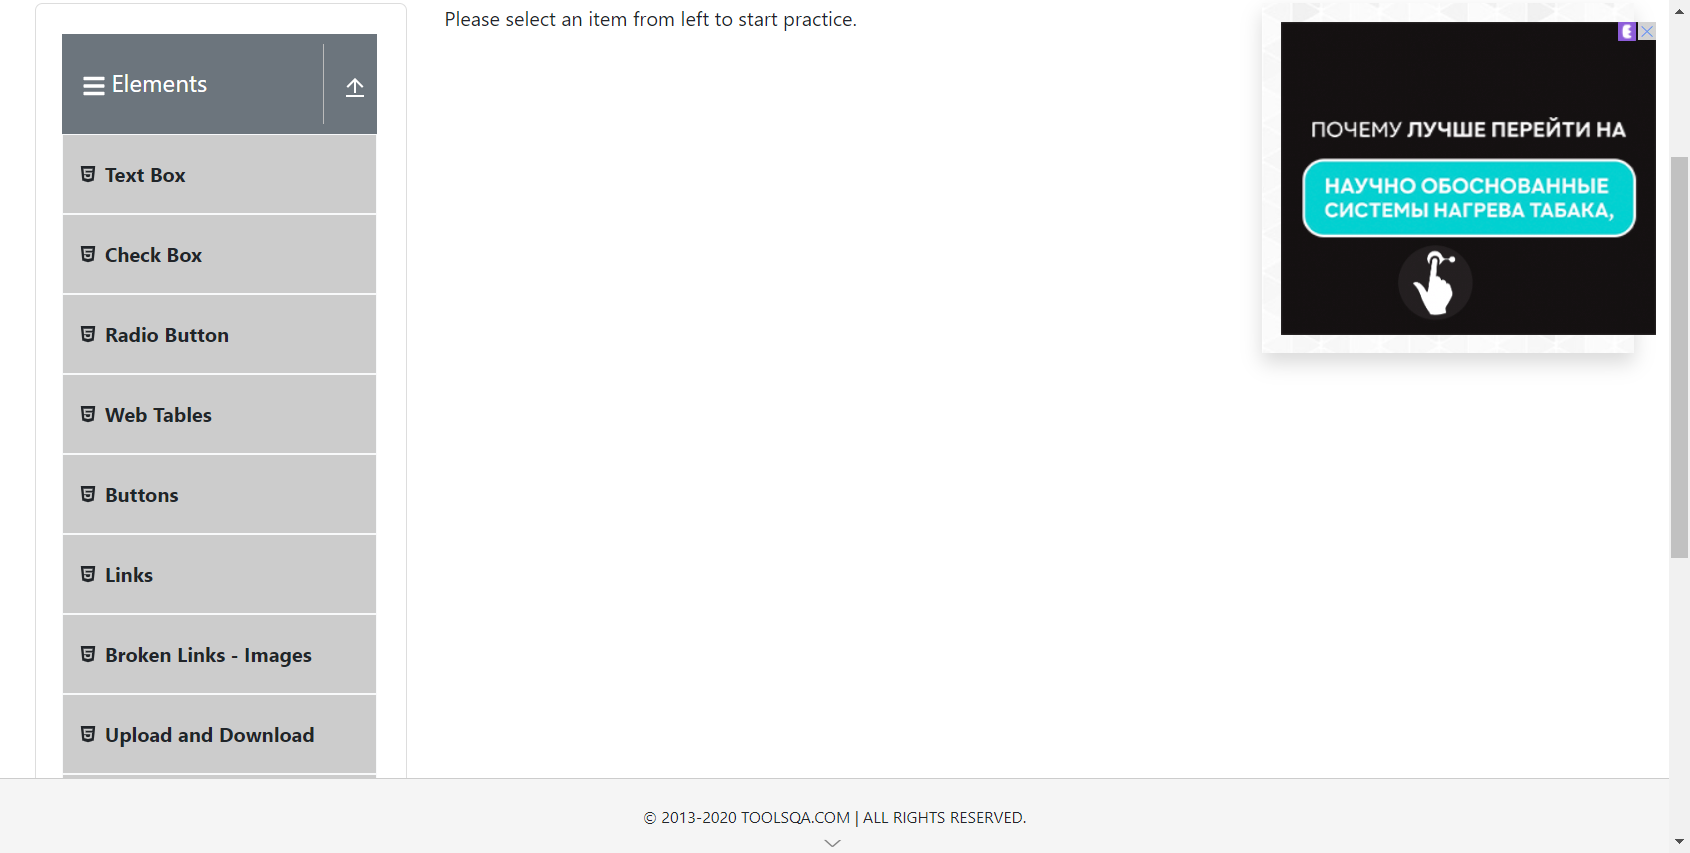 Please select an item from left to start practice.
Elements
Text Box
Check Box
Radio Button
Web Tables
Buttons
Links
Broken Links - Images
Upload and Download
ПОЧЕМУ ЛУЧШЕ ПЕРЕЙТИ НА
НАУЧНО ОБОСНОВАННЫЕ
СИСТЕМЫ НАГРЕВА ТАБАКА,
© 2013-2020 TOOLSQA.COM | ALL RIGHTS RESERVED.